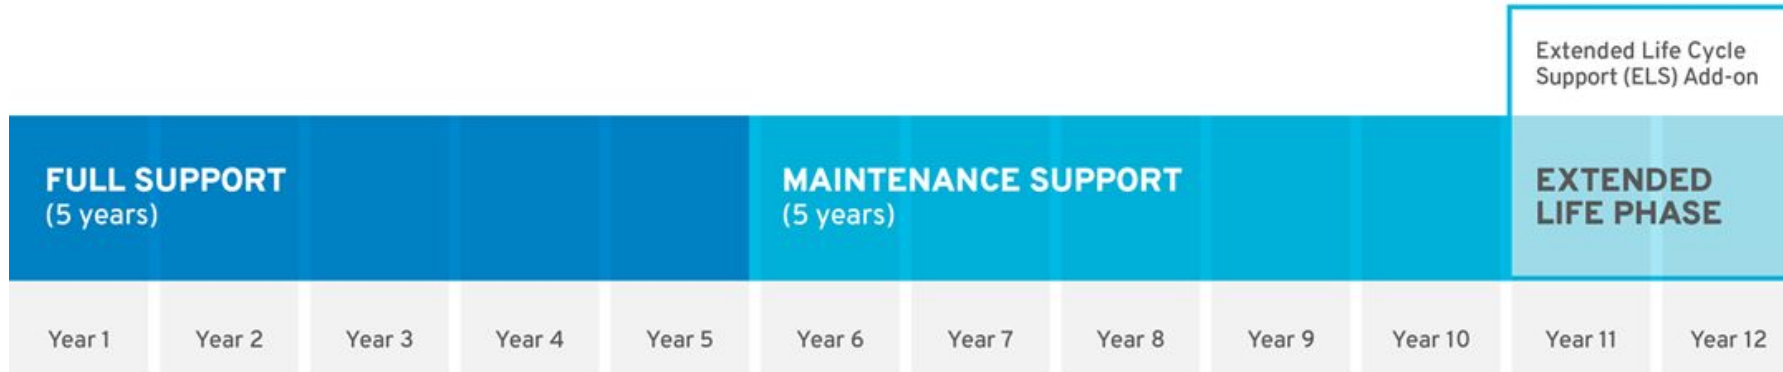 Extended Life Cycle
Support (ELS) Add-on
FULL SUPPORT
(5 years)
MAINTENANCE SUPPORT
(5 years)
EXTENDED
LIFE PHASE
Year 1
Year 2
Year 3
Year 4
Year 5
Year 6
Year 7
Year 8
Year 9
Year 10
Year 11
Year 12